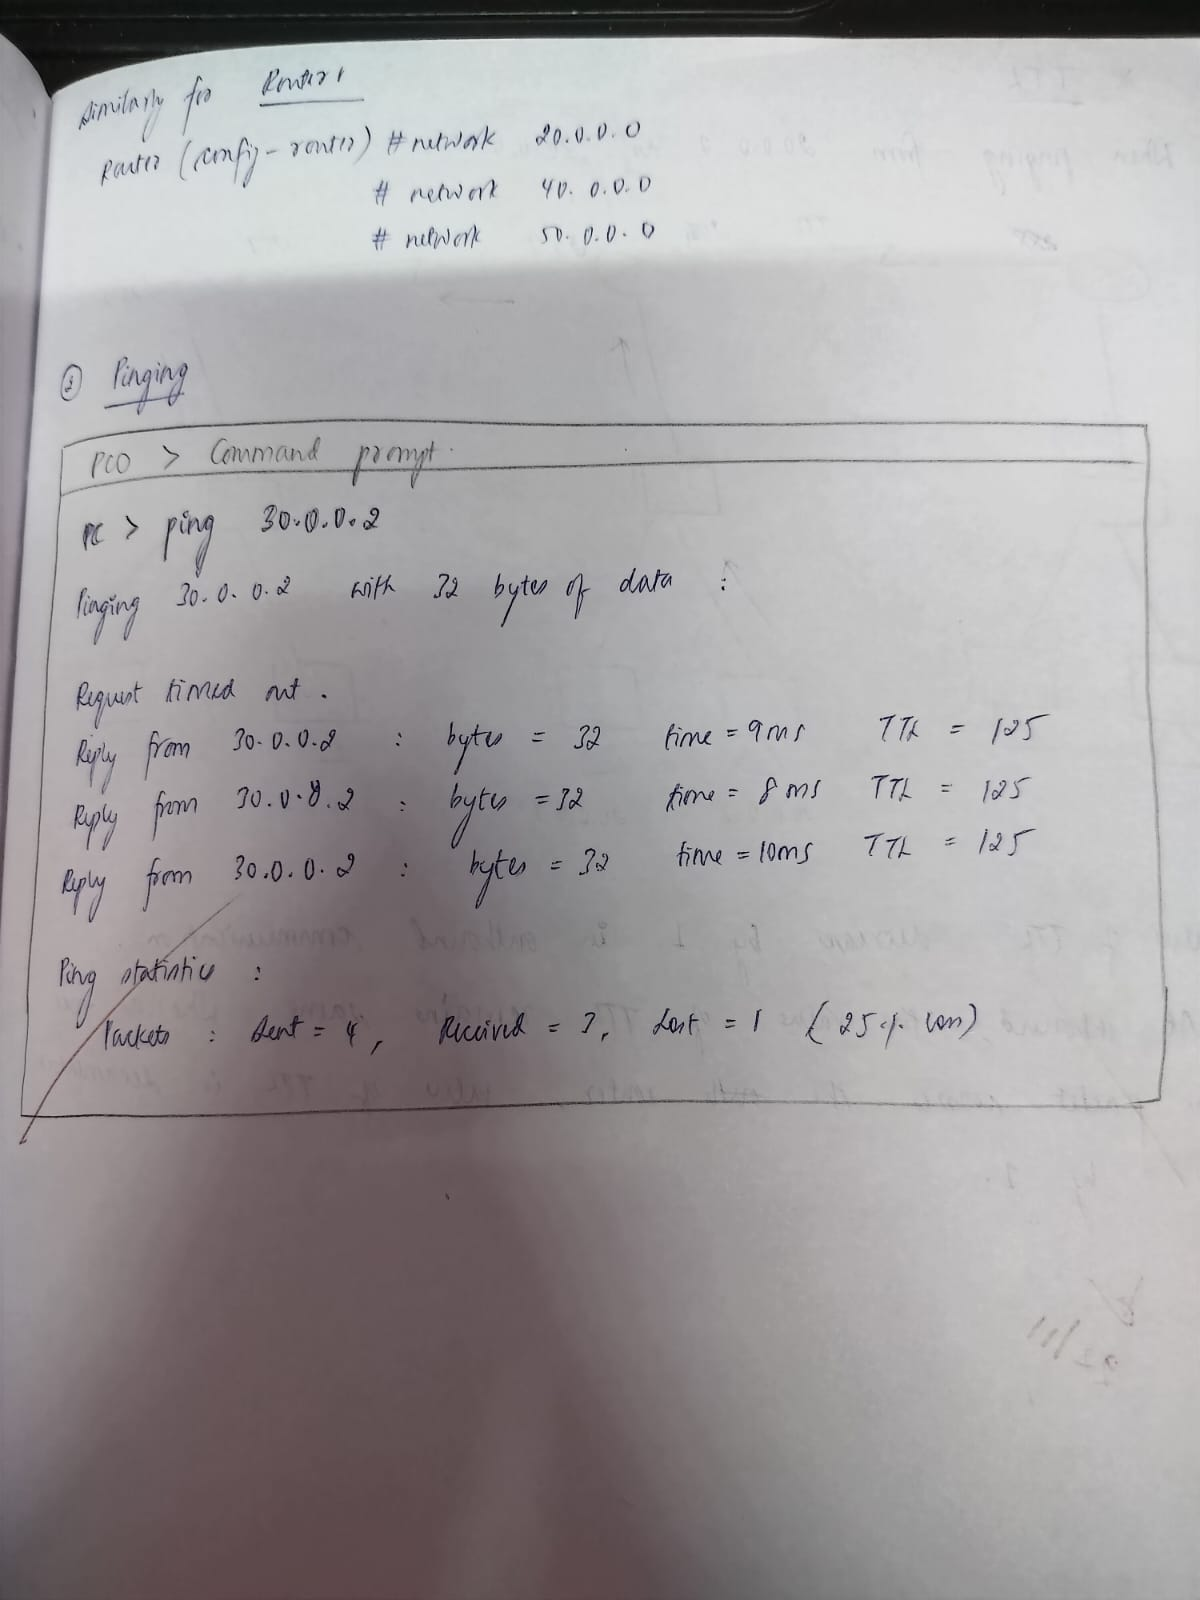 Similarly for Router 1
Router (config-router) # network 20.0.0.0
# network 40.0.0.0
# network 50.0.0.0
③ Pinging
PC0 > Command prompt.
PC > ping 30.0.0.2
Pinging 30.0.0.2 with 32 bytes of data :
Request timed out.
Reply from 30.0.0.2 : bytes = 32 time = 9ms TTL = 125
Reply from 30.0.0.2 : bytes = 32 time = 8ms TTL = 125
Reply from 30.0.0.2 : bytes = 32 time = 10ms TTL = 125
Ping statistics :
Packets : Sent = 4, Received = 3, Lost = 1 (25% loss)